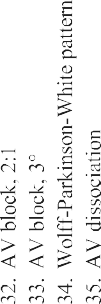 32. AV block, 2:1
33. AV block, 3°
34. Wolff-Parkinson-White pattern
35. AV dissociation